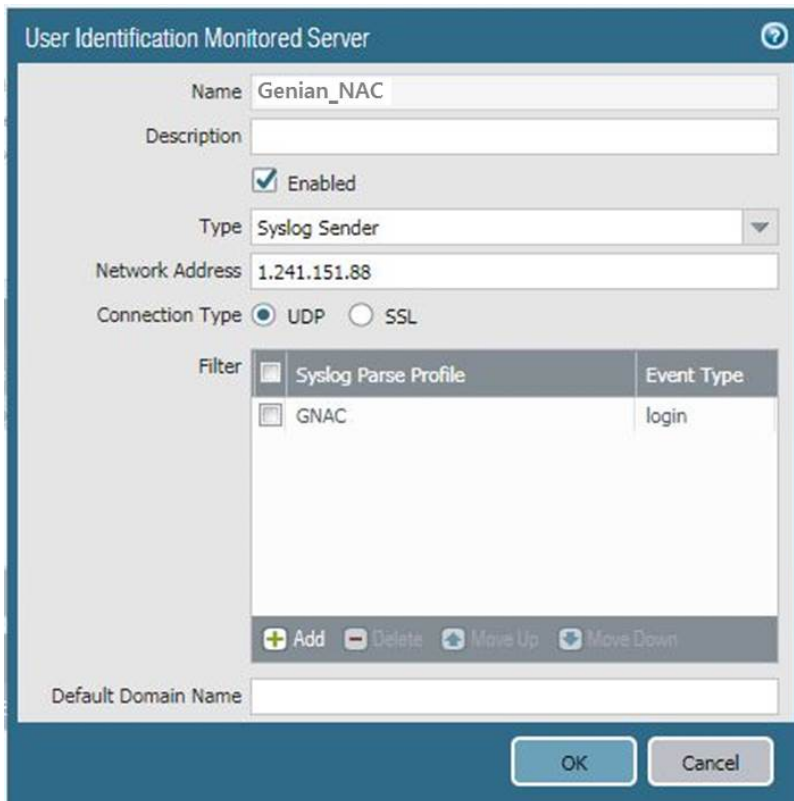 User Identification Monitored Server
Name Genian_NAC
Description
Enabled
Type Syslog Sender
Network Address 1.241.151.88
Connection Type UDP SSL
Filter Syslog Parse Profile Event Type
GNAC login
Add Delete Move Up Move Down
Default Domain Name
OK Cancel